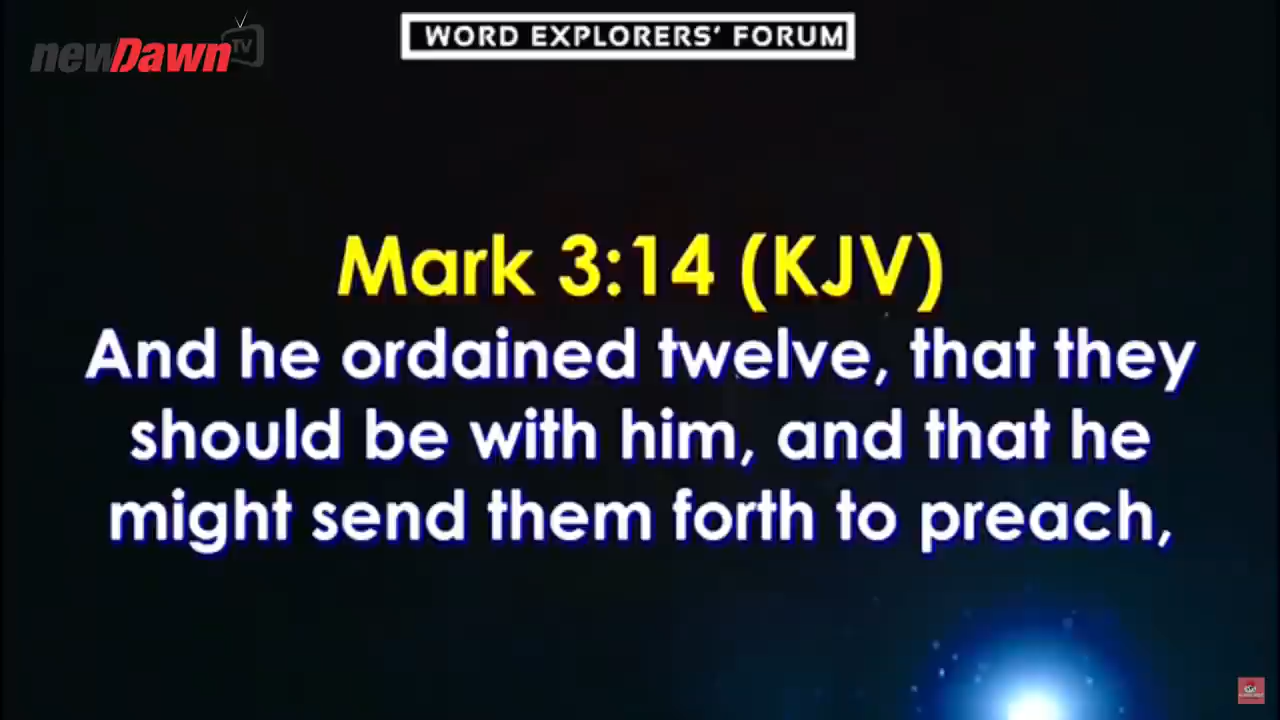 newDawn TV
WORD EXPLORERS' FORUM
Mark 3:14 (KJV)
And he ordained twelve, that they
should be with him, and that he
might send them forth to preach,